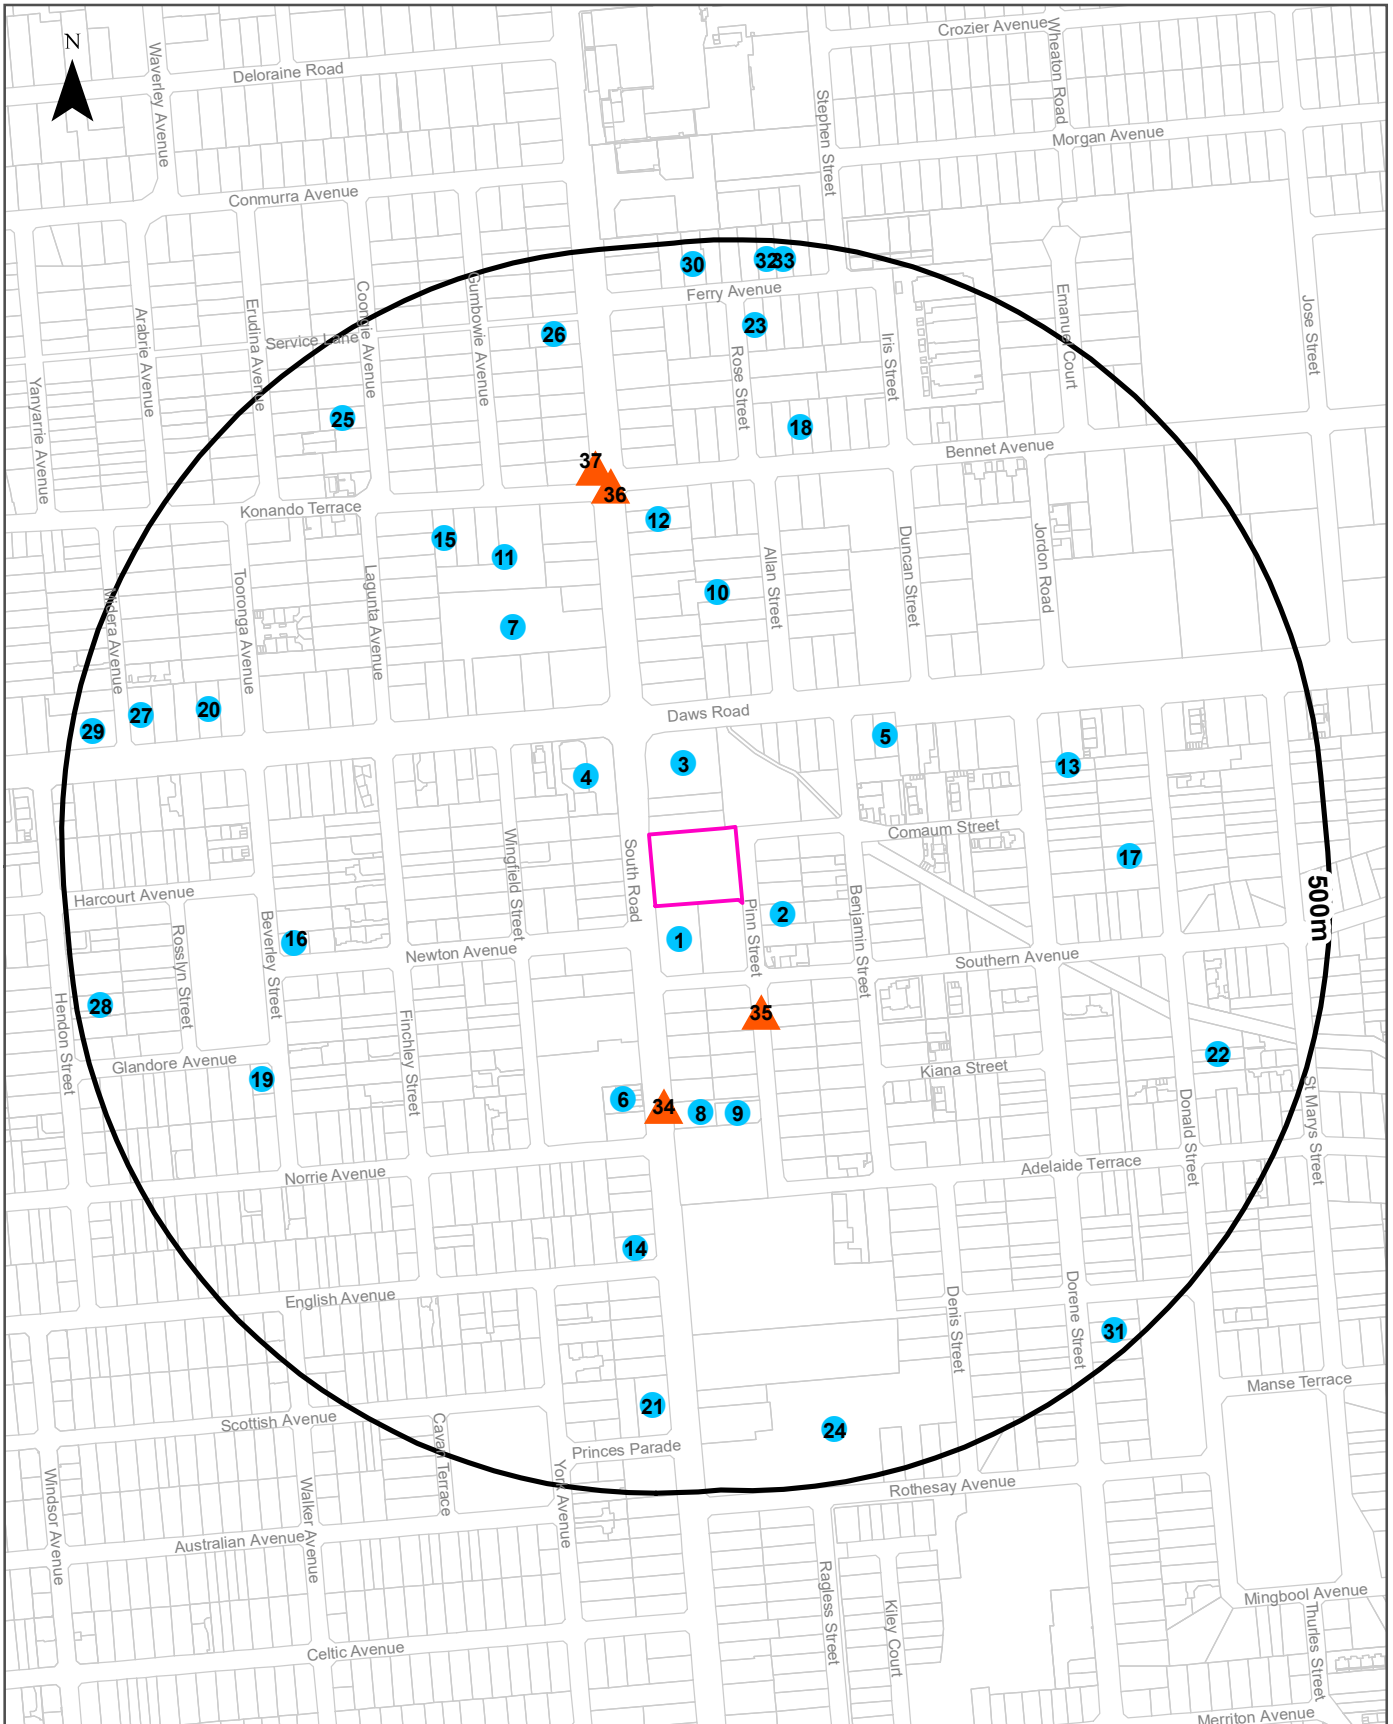 Crozier Avenue
N
Waverley Avenue
Wheaton Road
Deloraine Road
Stephen Street
Morgan Avenue
Conmurra Avenue
30
32
33
Ferry Avenue
Gumbowie Avenue
Coongie Avenue
Erudina Avenue
Arabrie Avenue
Emanuel Court
Jose Street
23
26
Service Lane
Iris Street
Rose Street
Yanyarrie Avenue
25
18
Bennet Avenue
37
36
Konando Terrace
12
15
11
Allan Street
Duncan Street
Jordon Road
10
Midera Avenue
Tooronga Avenue
Lagunta Avenue
7
20
27
29
Daws Road
5
3
4
13
Comaum Street
Wingfield Street
South Road
17
Harcourt Avenue
500m
Pinn Street
2
Benjamin Street
Beverley Street
16
1
Rosslyn Street
Newton Avenue
Southern Avenue
28
Hendon Street
35
Finchley Street
22
Glandore Avenue
Kiana Street
19
6
34
8
9
Donald Street
St Marys Street
Norrie Avenue
Adelaide Terrace
14
English Avenue
Denis Street
Dorene Street
31
Manse Terrace
21
Scottish Avenue
24
Cavan Terrace
Princes Parade
Rothesay Avenue
Windsor Avenue
Walker Avenue
York Avenue
Australian Avenue
Ragless Street
Kiley Court
Mingbool Avenue
Thurles Street
Celtic Avenue
Merriton Avenue